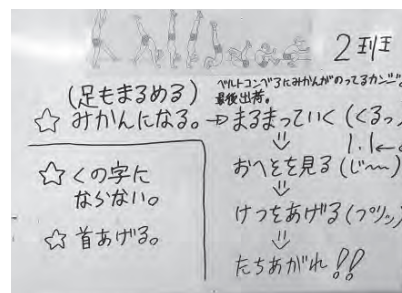 2班
ベルトコンベアにみかんがのってるカンジ。
最後出荷。
(足もまるめる)
☆みかんになる。→まるまっていく(くるっ)
⇓
おへそを見る(じ〜〜)
⇓
けつをあげる(プリッ)
⇓
たちあがれ!!
☆くの字に
ならない。
☆首あげる。